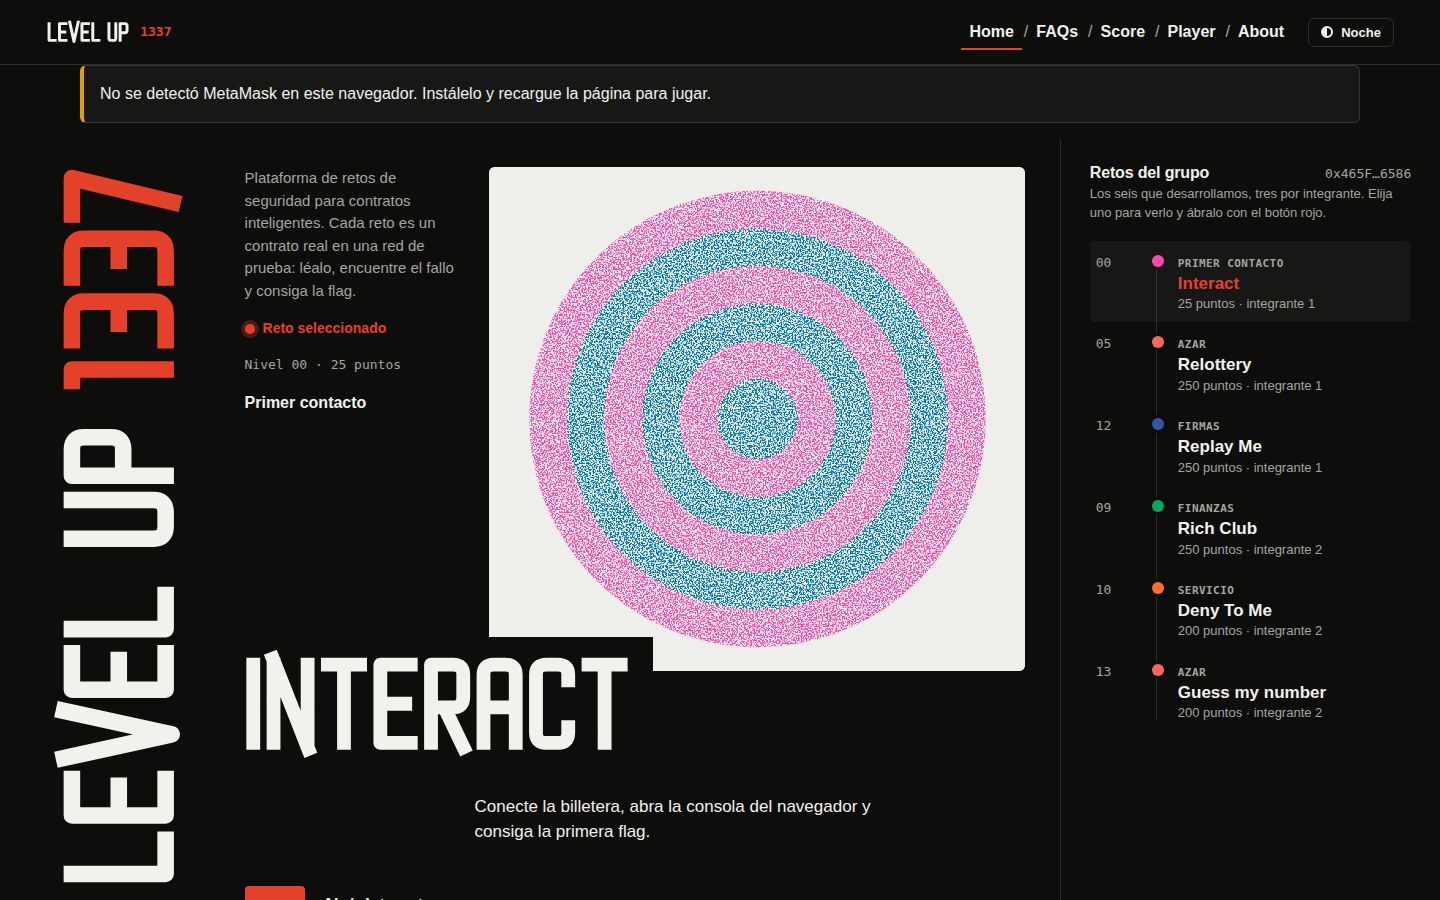 LEVEL UP 1337
Home / FAQs / Score / Player / About
Noche
No se detectó MetaMask en este navegador. Instálelo y recargue la página para jugar.
LEVEL UP 1337
Plataforma de retos de
seguridad para contratos
inteligentes. Cada reto es un
contrato real en una red de
prueba: léalo, encuentre el fallo
y consiga la flag.
Reto seleccionado
Nivel 00 · 25 puntos
Primer contacto
INTERACT
Conecte la billetera, abra la consola del navegador y
consiga la primera flag.
Retos del grupo
0x465F…6586
Los seis que desarrollamos, tres por integrante. Elija
uno para verlo y ábralo con el botón rojo.
00
PRIMER CONTACTO
Interact
25 puntos · integrante 1
05
AZAR
Relottery
250 puntos · integrante 1
12
FIRMAS
Replay Me
250 puntos · integrante 1
09
FINANZAS
Rich Club
250 puntos · integrante 2
10
SERVICIO
Deny To Me
200 puntos · integrante 2
13
AZAR
Guess my number
200 puntos · integrante 2